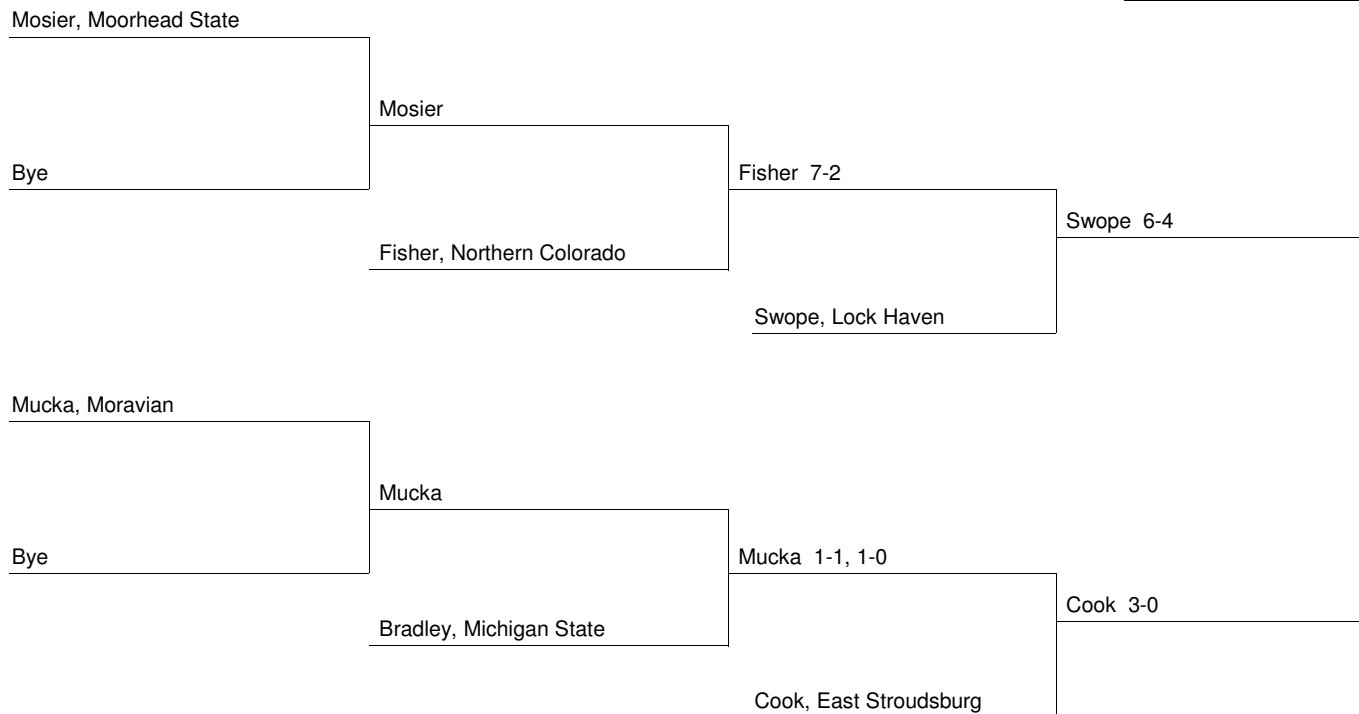 Mosier, Moorhead State
Mosier
Bye
Fisher 7-2
Swope 6-4
Fisher, Northern Colorado
Swope, Lock Haven
Mucka, Moravian
Mucka
Bye
Mucka 1-1, 1-0
Cook 3-0
Bradley, Michigan State
Cook, East Stroudsburg